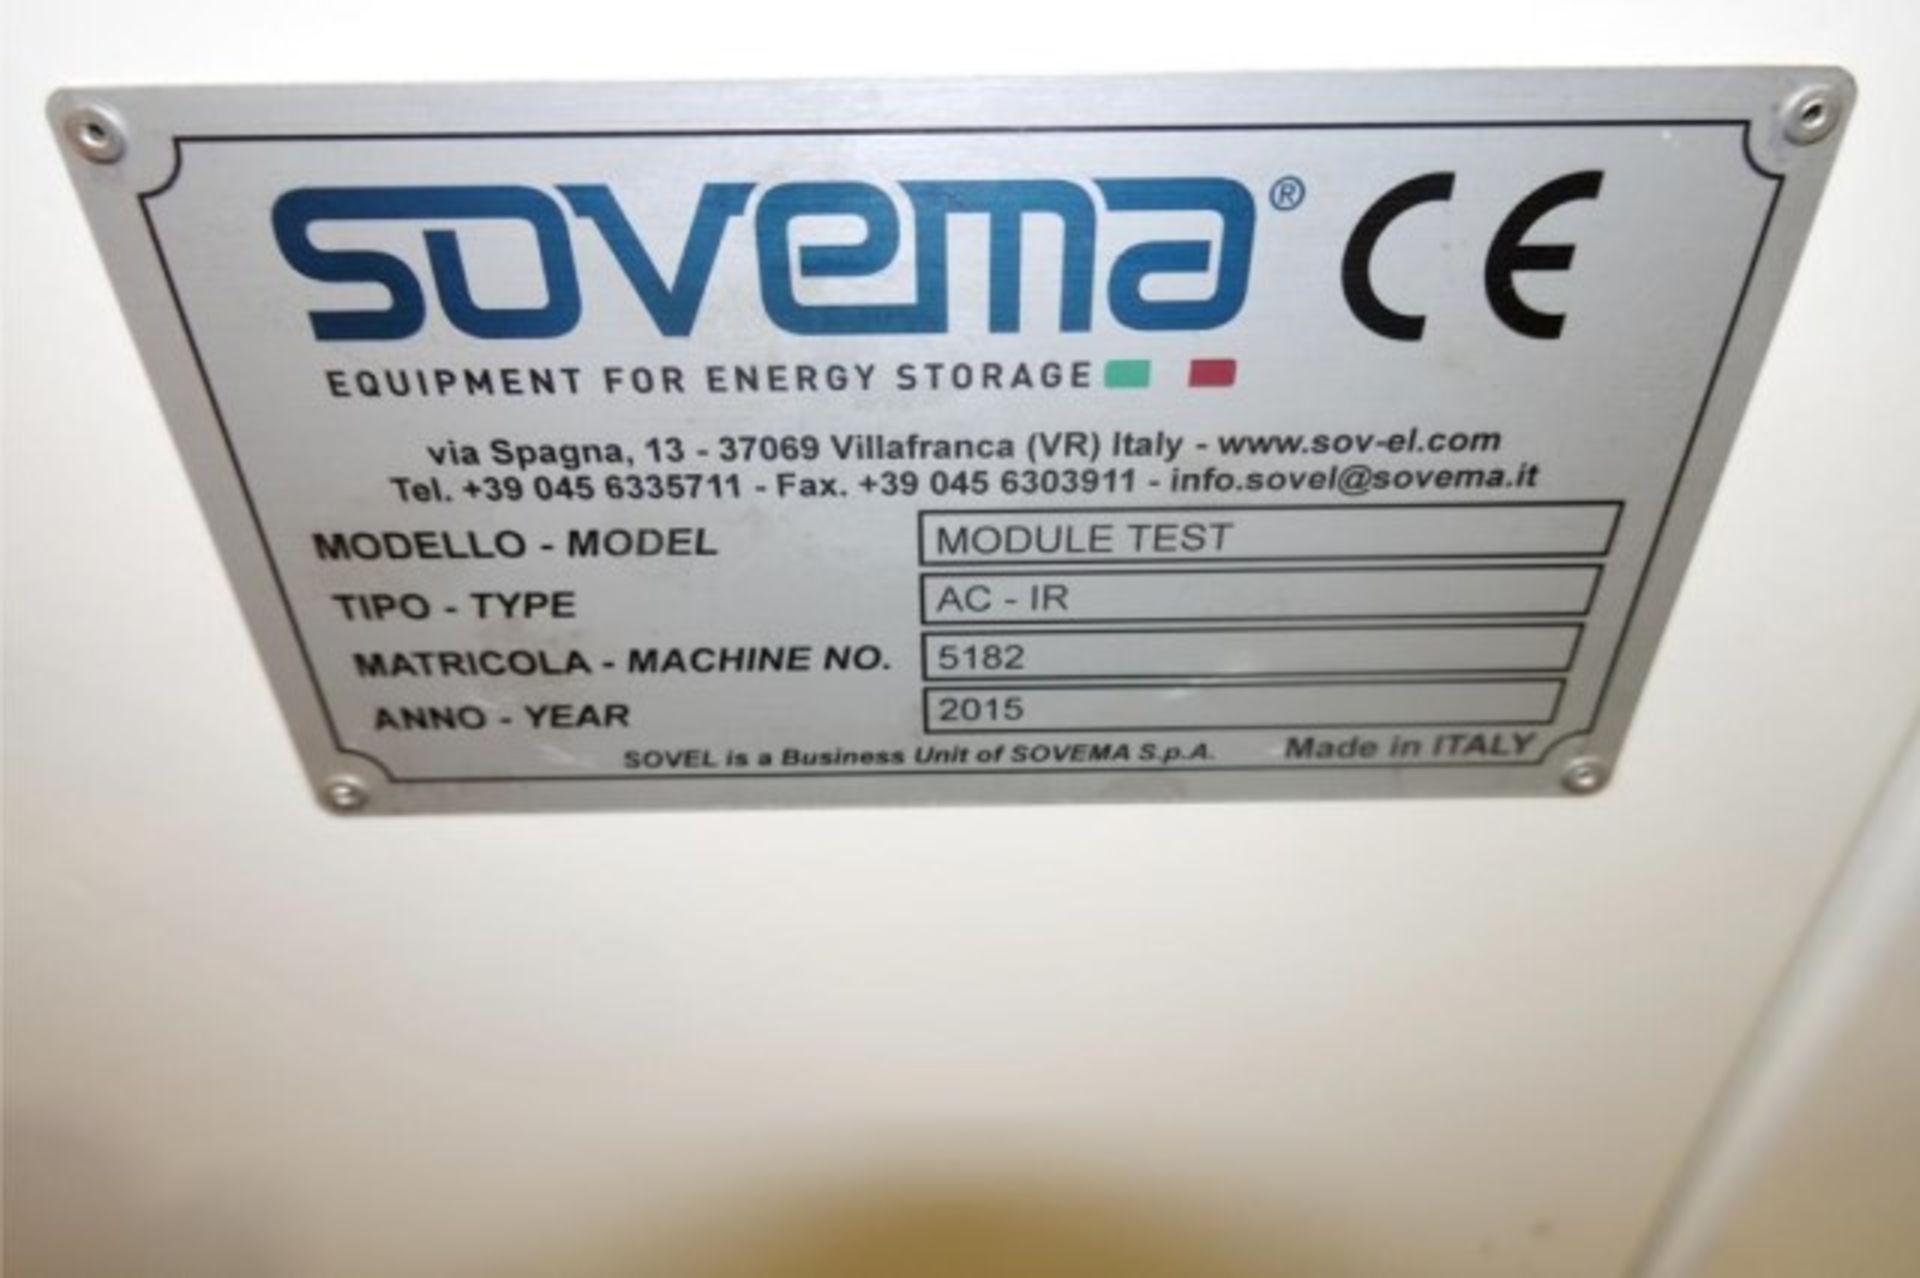 sovema® CE
EQUIPMENT FOR ENERGY STORAGE
via Spagna, 13 - 37069 Villafranca (VR) Italy - www.sov-el.com
Tel. +39 045 6335711 - Fax. +39 045 6303911 - info.sovel@sovema.it
MODELLO - MODEL MODULE TEST
TIPO - TYPE AC - IR
MATRICOLA - MACHINE NO. 5182
ANNO - YEAR 2015
SOVEL is a Business Unit of SOVEMA S.p.A. Made in ITALY